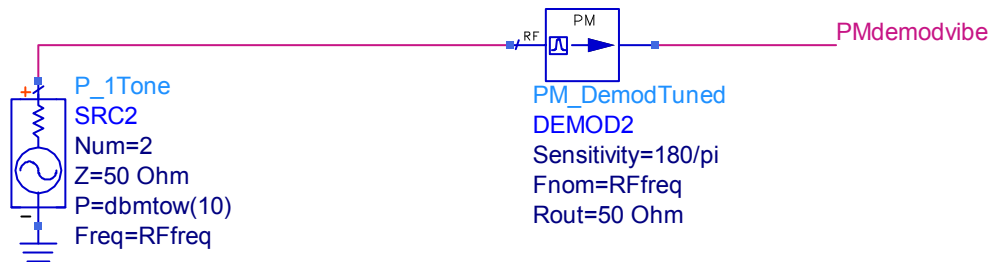 PM
RF
PMdemodvibe
+
P_1Tone
SRC2
Num=2
Z=50 Ohm
P=dbmtow(10)
Freq=RFfreq
-
PM_DemodTuned
DEMOD2
Sensitivity=180/pi
Fnom=RFfreq
Rout=50 Ohm